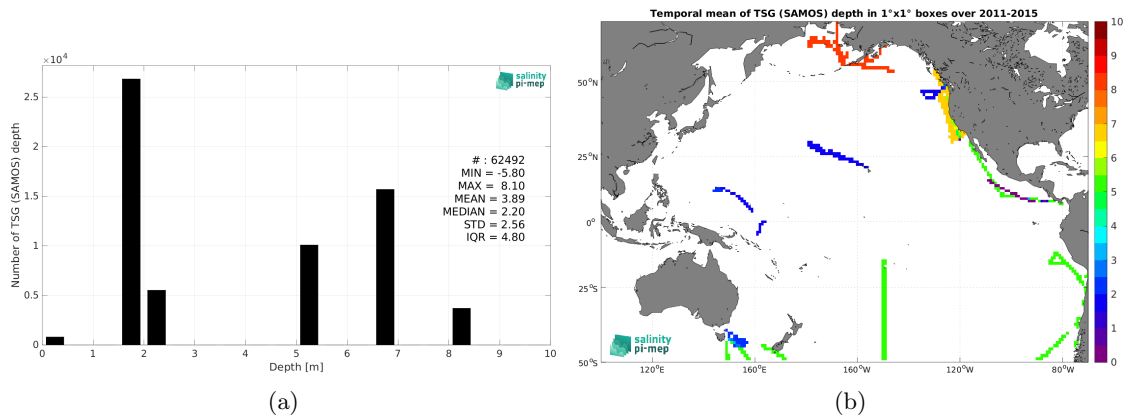 ×10⁴
2.5
2
1.5
1
0.5
0
0 1 2 3 4 5 6 7 8 9 10
Depth [m]
Number of TSG (SAMOS) depth
salinity
pi-mep
# : 62492
MIN = -5.80
MAX = 8.10
MEAN = 3.89
MEDIAN = 2.20
STD = 2.56
IQR = 4.80
(a)
Temporal mean of TSG (SAMOS) depth in 1°x1° boxes over 2011-2015
50°N
25°N
0°
25°S
50°S
120°E 160°E 160°W 120°W 80°W
salinity
pi-mep
10
9
8
7
6
5
4
3
2
1
0
(b)